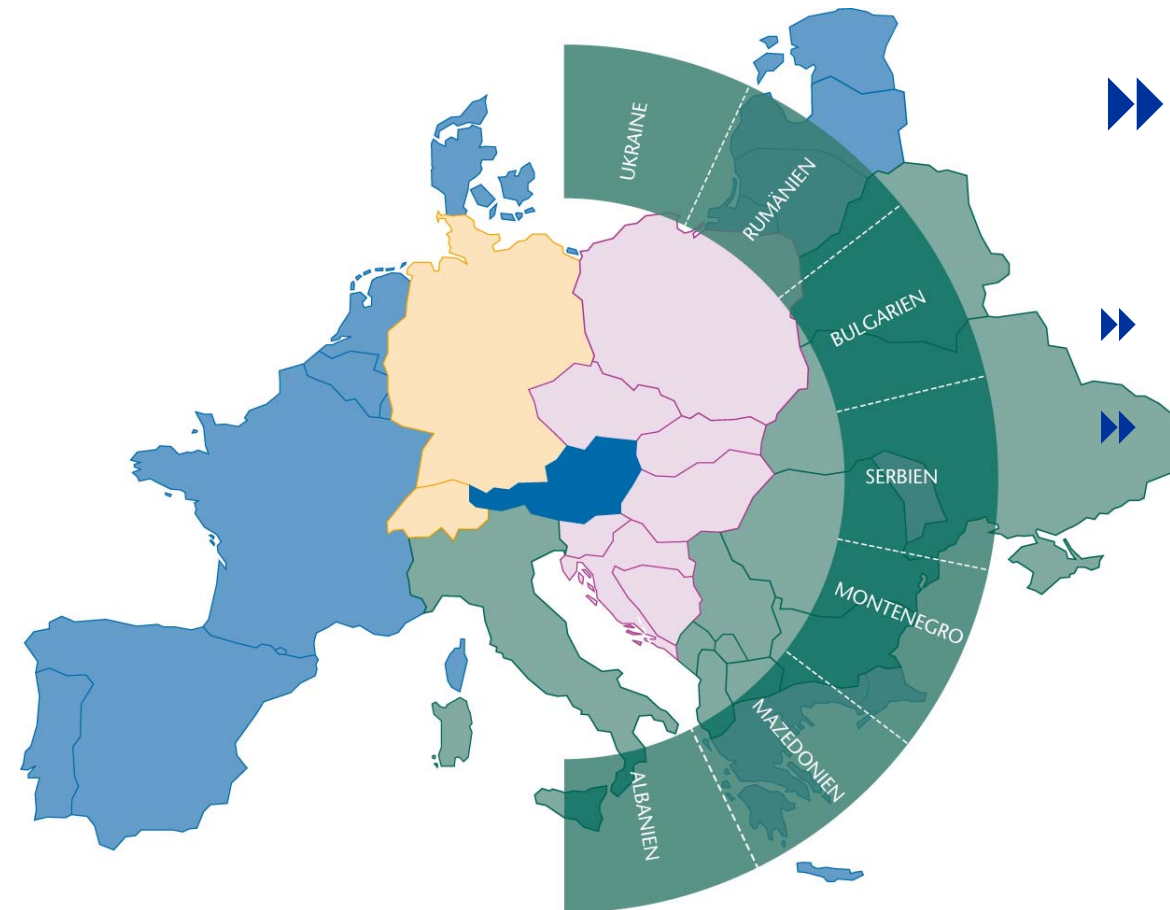 UKRAINE
RUMÄNIEN
BULGARIEN
SERBIEN
MONTENEGRO
MAZEDONIEN
ALBANIEN